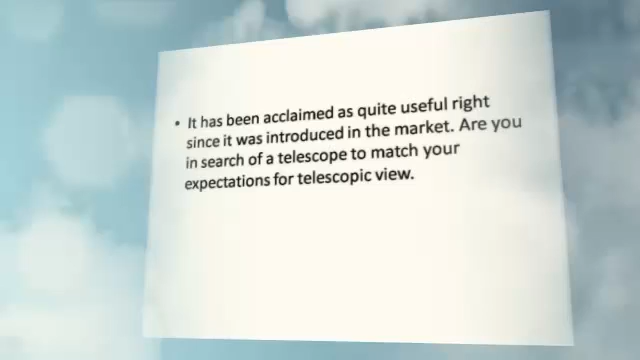 • It has been acclaimed as quite useful right
since it was introduced in the market. Are you
in search of a telescope to match your
expectations for telescopic view.